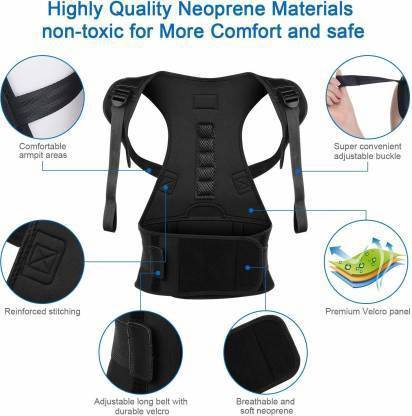 Highly Quality Neoprene Materials
non-toxic for More Comfort and safe
Comfortable
armpit areas
Super convenient
adjustable buckle
Reinforced stitching
Premium Velcro panel
Adjustable long belt with
durable velcro
Breathable and
soft neoprene